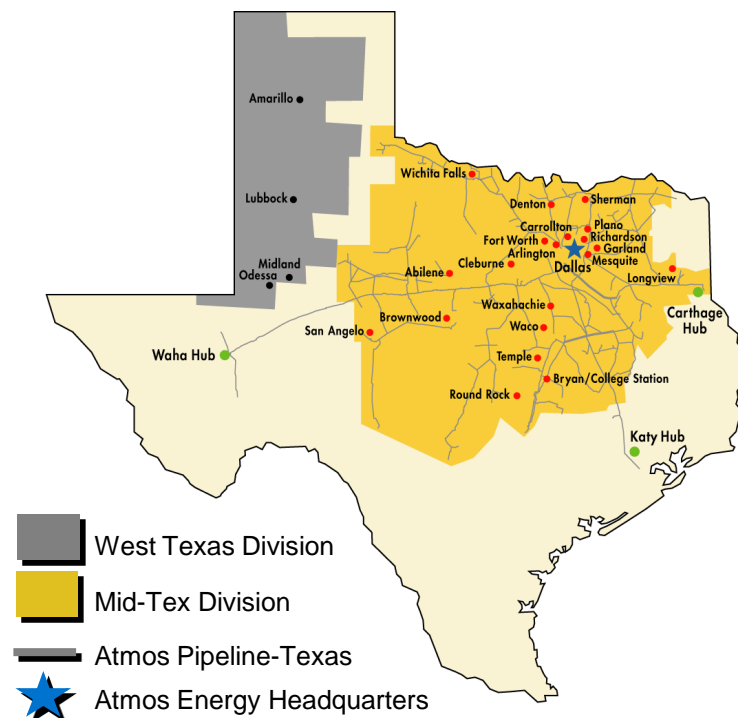 Amarillo
Wichita Falls
Lubbock
Denton
Sherman
Carrollton
Plano
Fort Worth
Richardson
Arlington
Garland
Mesquite
Cleburne
Dallas
Midland
Odessa
Abilene
Longview
Waxahachie
Carthage
Hub
Brownwood
San Angelo
Waco
Waha Hub
Temple
Bryan/College Station
Round Rock
Katy Hub
West Texas Division
Mid-Tex Division
Atmos Pipeline-Texas
Atmos Energy Headquarters